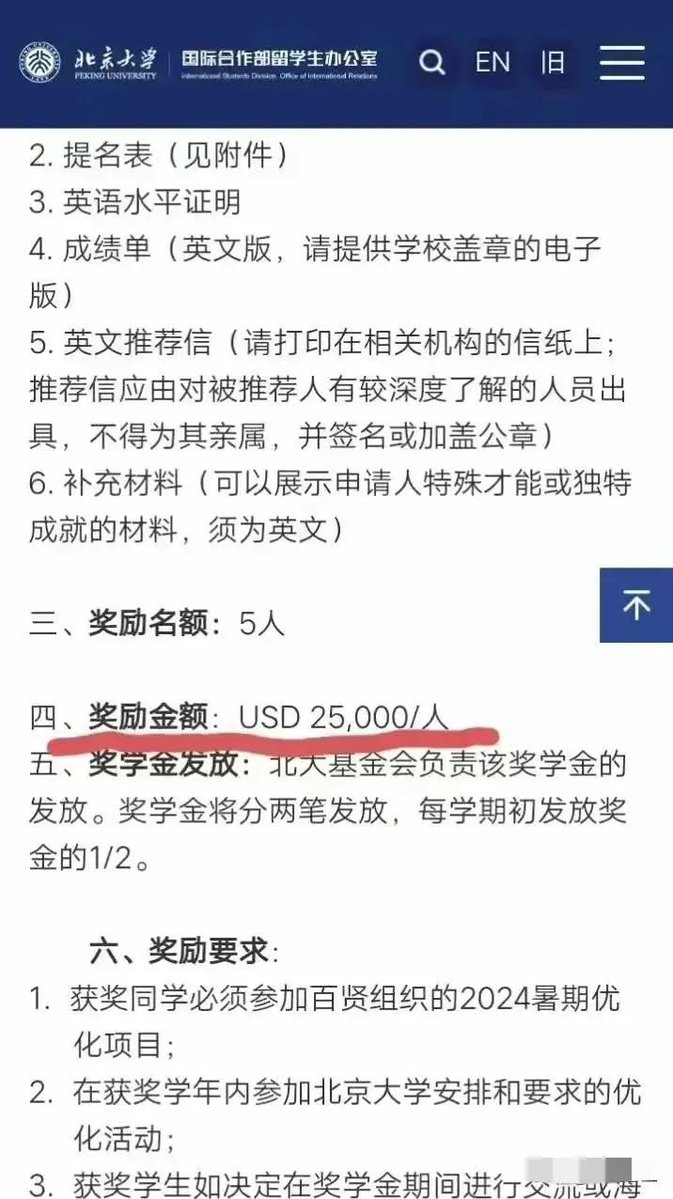 北京大学
PEKING UNIVERSITY
国际合作部留学生办公室
International Students Division, Office of International Relations
EN 旧
2. 提名表（见附件）
3. 英语水平证明
4. 成绩单（英文版，请提供学校盖章的电子
版）
5. 英文推荐信（请打印在相关机构的信纸上；
推荐信应由对被推荐人有较深度了解的人员出
具，不得为其亲属，并签名或加盖公章）
6. 补充材料（可以展示申请人特殊才能或独特
成就的材料，须为英文）
三、奖励名额：5人
四、奖励金额：USD 25,000/人
五、奖学金发放：北大基金会负责该奖学金的
发放。奖学金将分两笔发放，每学期初发放奖
金的1/2。
六、奖励要求：
1. 获奖同学必须参加百贤组织的2024暑期优
化项目；
2. 在获奖学年内参加北京大学安排和要求的优
化活动；
3. 获奖学生如决定在奖学金期间进行交流或海